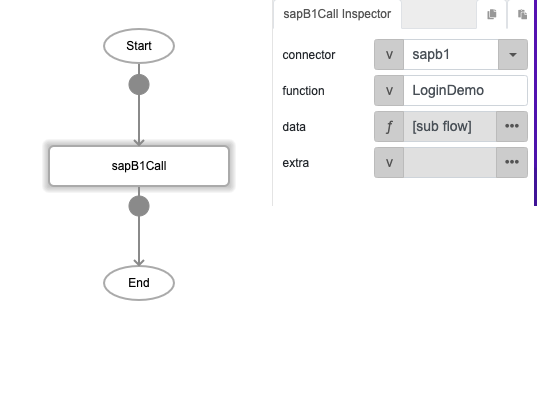 Start
sapB1Call
End
sapB1Call Inspector
connector v sapb1
function v LoginDemo
data f [sub flow] •••
extra v •••